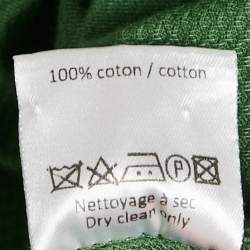 100% coton / cotton
P
Nettoyage à sec
Dry clean only